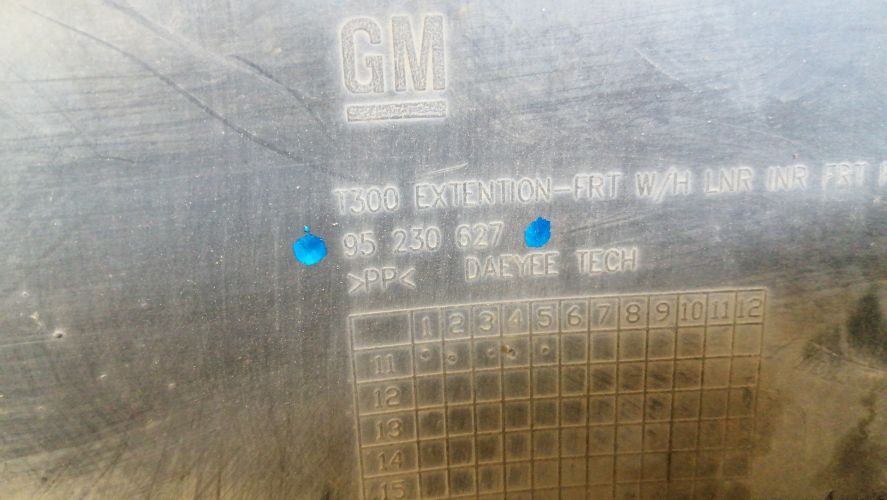 GM
T300 EXTENTION-FRT W/H LNR INR FRT
95 230 627
>PP< DAEYEE TECH
1 2 3 4 5 6 7 8 9 10 11 12
11
12
13
14
15